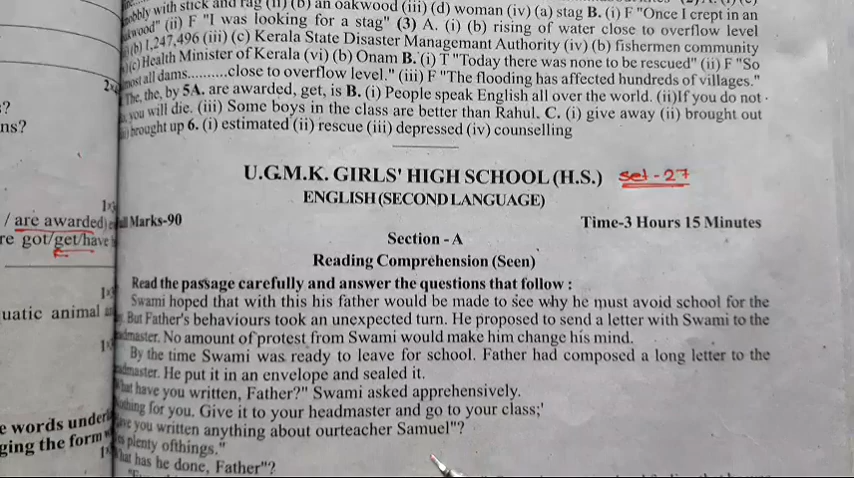 nobbly with stick and rag (ii) (b) an oakwood (iii) (d) woman (iv) (a) stag B. (i) F "Once I crept in an
oakwood" (ii) F "I was looking for a stag" (3) A. (i) (b) rising of water close to overflow level
(b) 1,247,496 (iii) (c) Kerala State Disaster Managemant Authority (iv) (b) fishermen community
(c) Health Minister of Kerala (vi) (b) Onam B. (i) T "Today there was none to be rescued" (ii) F "So
most all dams..........close to overflow level." (iii) F "The flooding has affected hundreds of villages."
The, the, by 5A. are awarded, get, is B. (i) People speak English all over the world. (ii)If you do not
you will die. (iii) Some boys in the class are better than Rahul. C. (i) give away (ii) brought out
brought up 6. (i) estimated (ii) rescue (iii) depressed (iv) counselling
?
ns?
/ are awarded)
re got/get/have
uatic animal
e words underl
ging the form
U.G.M.K. GIRLS' HIGH SCHOOL (H.S.) Set-27
ENGLISH (SECOND LANGUAGE)
Marks-90 Time-3 Hours 15 Minutes
Section - A
Reading Comprehension (Seen)
Read the passage carefully and answer the questions that follow :
Swami hoped that with this his father would be made to see why he must avoid school for the
But Father's behaviours took an unexpected turn. He proposed to send a letter with Swami to the
admaster. No amount of protest from Swami would make him change his mind.
By the time Swami was ready to leave for school. Father had composed a long letter to the
admaster. He put it in an envelope and sealed it.
hat have you written, Father?" Swami asked apprehensively.
othing for you. Give it to your headmaster and go to your class;'
ve you written anything about ourteacher Samuel"?
plenty ofthings."
hat has he done, Father"?